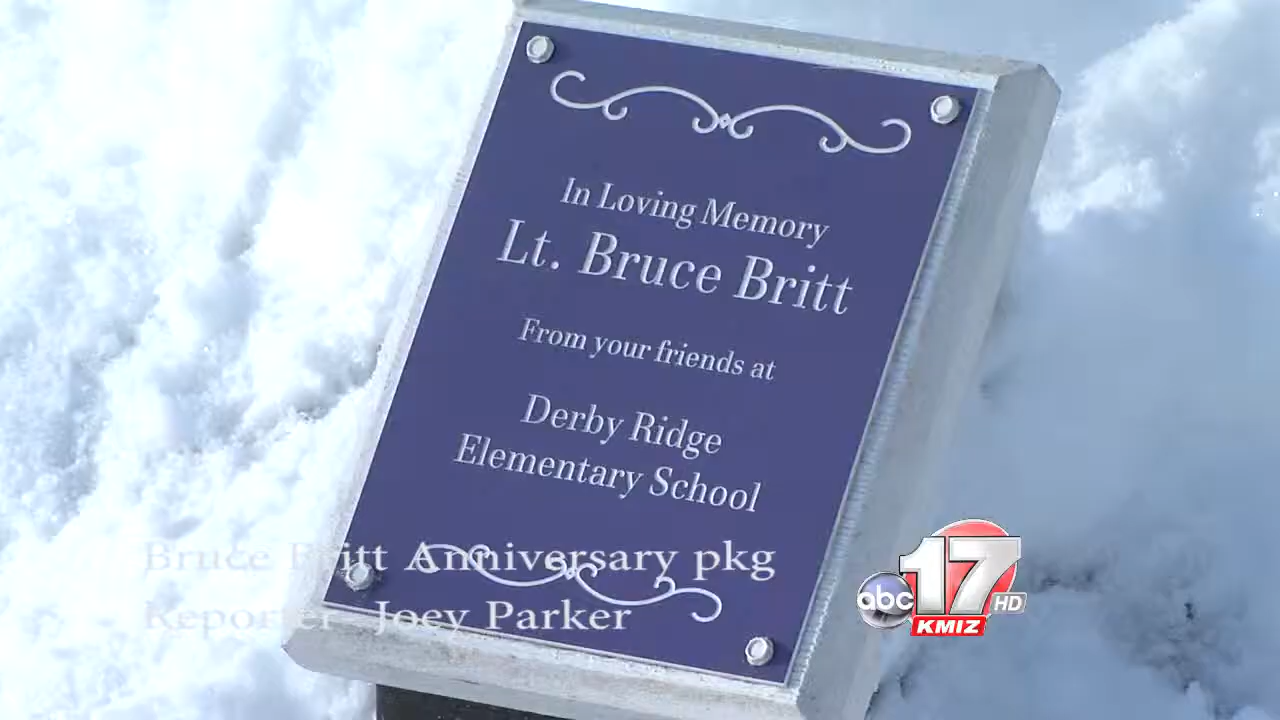 In Loving Memory
Lt. Bruce Britt
From your friends at
Derby Ridge
Elementary School
Bruce Britt Anniversary pkg
Reporter- Joey Parker
abc 17 HD
KMIZ